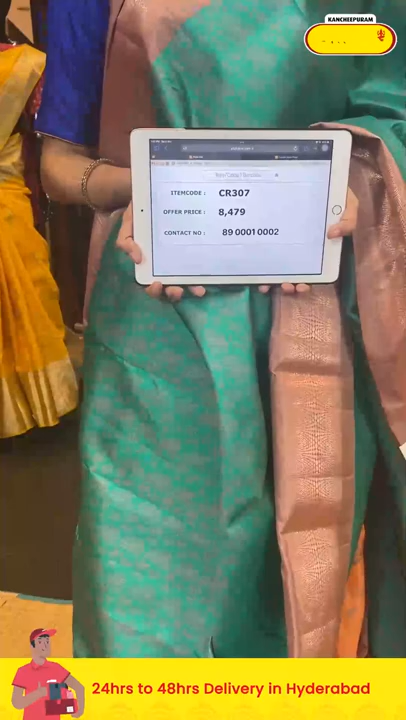 KANCHEEPURAM
ITEMCODE : CR307
OFFER PRICE : 8,479
CONTACT NO : 89 0001 0002
24hrs to 48hrs Delivery in Hyderabad